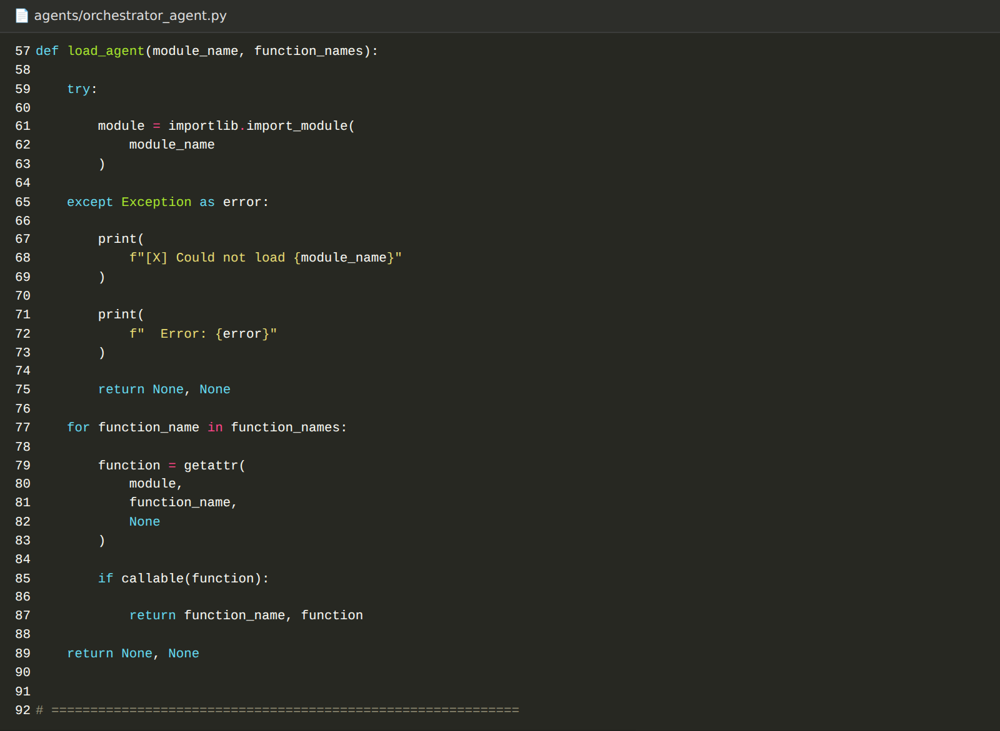 📄 agents/orchestrator_agent.py
57 def load_agent(module_name, function_names):
58
59     try:
60
61         module = importlib.import_module(
62             module_name
63         )
64
65     except Exception as error:
66
67         print(
68             f"[X] Could not load {module_name}"
69         )
70
71         print(
72             f"  Error: {error}"
73         )
74
75         return None, None
76
77     for function_name in function_names:
78
79         function = getattr(
80             module,
81             function_name,
82             None
83         )
84
85         if callable(function):
86
87             return function_name, function
88
89     return None, None
90
91
92 # ============================================================